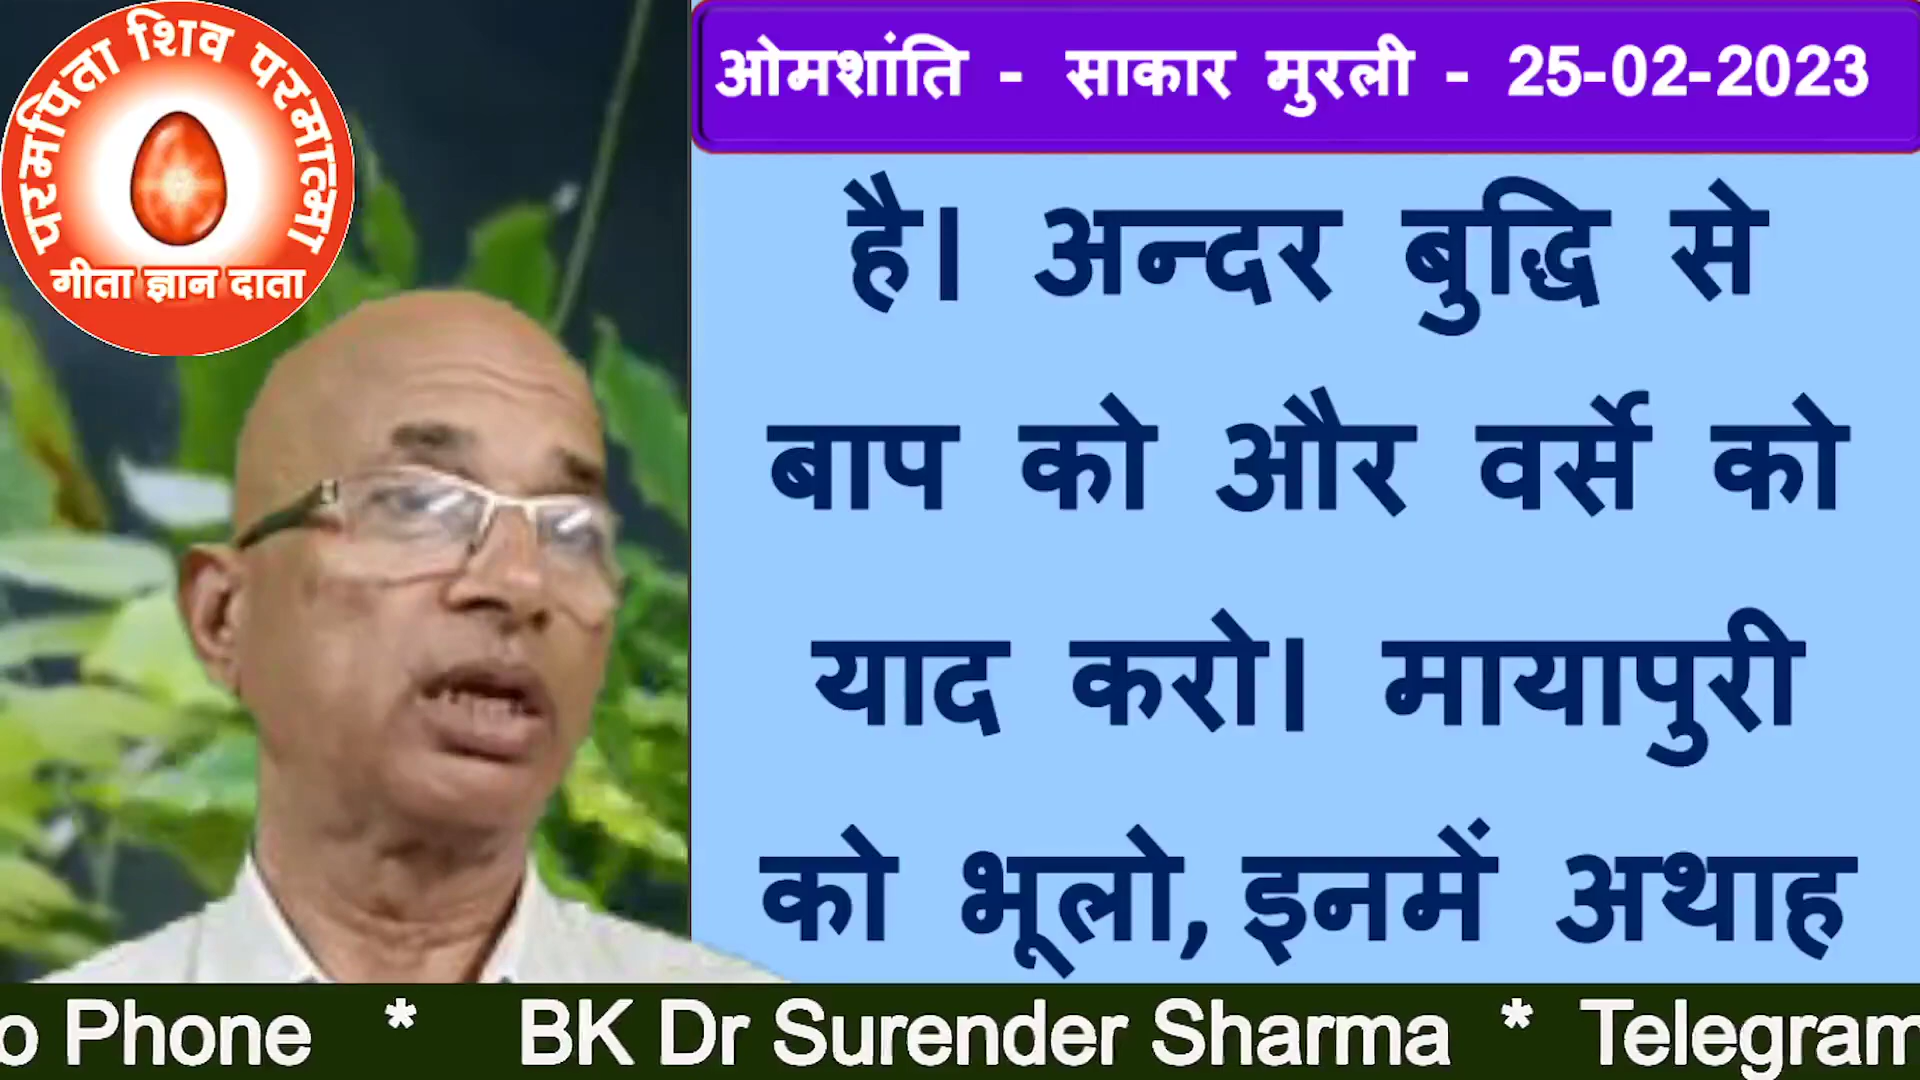 परमपिता शिव परमात्मा
गीता ज्ञान दाता
ओमशांति - साकार मुरली - 25-02-2023
है। अन्दर बुद्धि से
बाप को और वर्से को
याद करो। मायापुरी
को भूलो, इनमें अथाह
o Phone * BK Dr Surender Sharma * Telegram